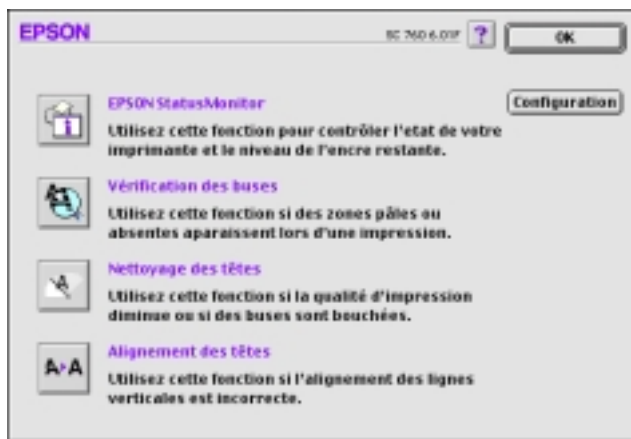 EPSON
SC 760 6.01F
?
OK
EPSON StatusMonitor
Configuration
Utilisez cette fonction pour contrôler l'etat de votre
imprimante et le niveau de l'encre restante.
Vérification des buses
Utilisez cette fonction si des zones pâles ou
absentes aparaissent lors d'une impression.
Nettoyage des têtes
Utilisez cette fonction si la qualité d'impression
diminue ou si des buses sont bouchées.
A▸A
Alignement des têtes
Utilisez cette fonction si l'alignement des lignes
verticales est incorrecte.